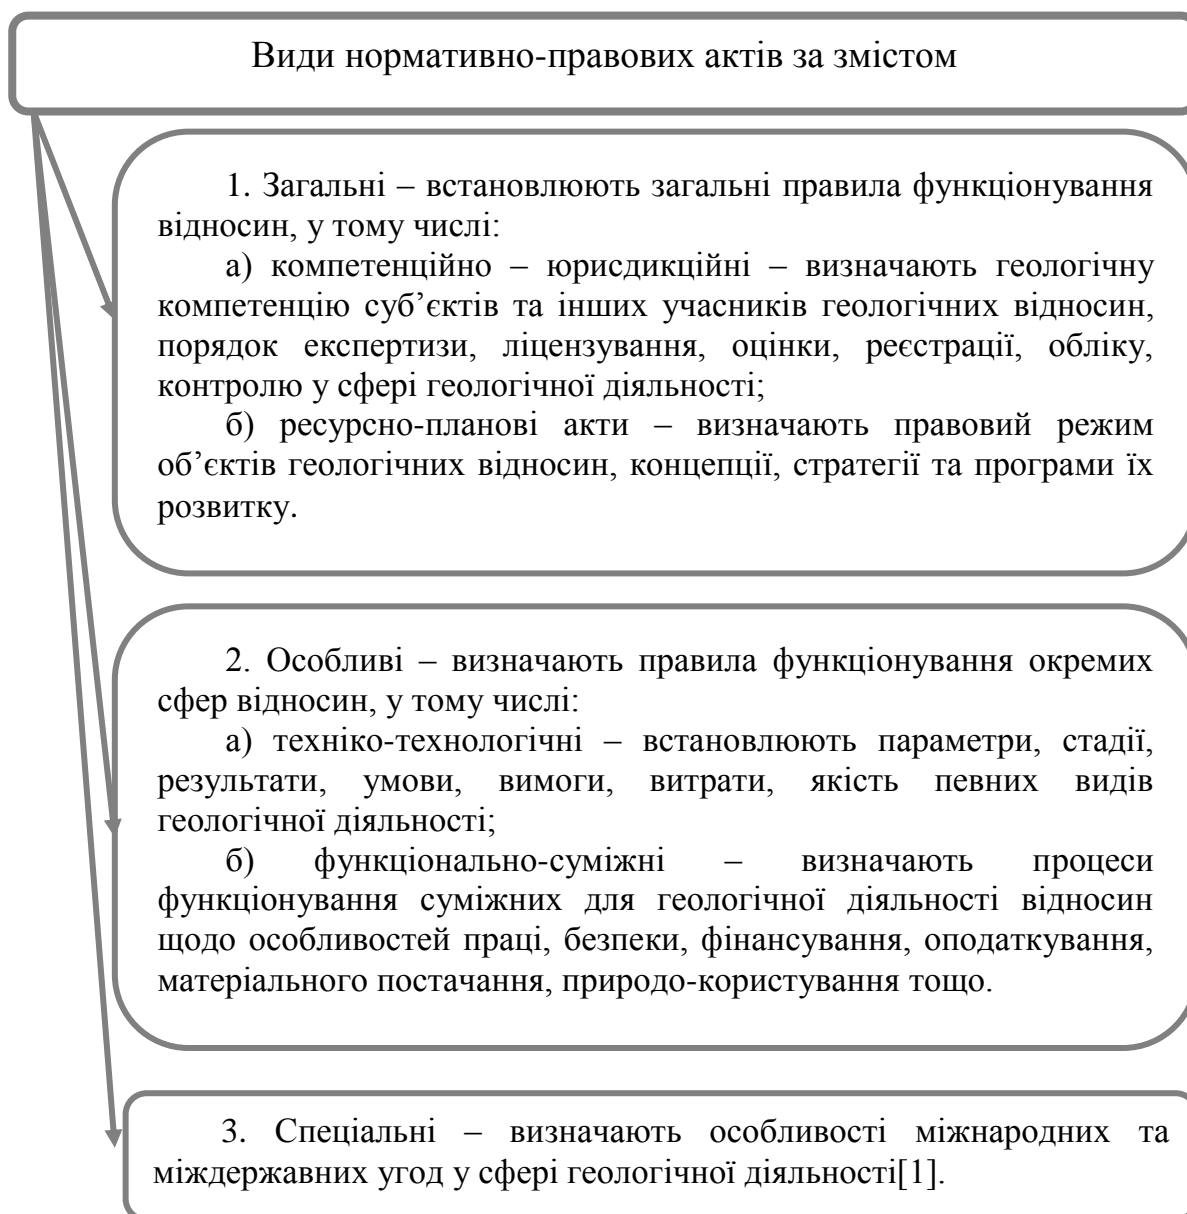 Види нормативно-правових актів за змістом
1. Загальні – встановлюють загальні правила функціонування
відносин, у тому числі:
а) компетенційно – юрисдикційні – визначають геологічну
компетенцію суб’єктів та інших учасників геологічних відносин,
порядок експертизи, ліцензування, оцінки, реєстрації, обліку,
контролю у сфері геологічної діяльності;
б) ресурсно-планові акти – визначають правовий режим
об’єктів геологічних відносин, концепції, стратегії та програми їх
розвитку.
2. Особливі – визначають правила функціонування окремих
сфер відносин, у тому числі:
а) техніко-технологічні – встановлюють параметри, стадії,
результати, умови, вимоги, витрати, якість певних видів
геологічної діяльності;
б) функціонально-суміжні – визначають процеси
функціонування суміжних для геологічної діяльності відносин
щодо особливостей праці, безпеки, фінансування, оподаткування,
матеріального постачання, природо-користування тощо.
3. Спеціальні – визначають особливості міжнародних та
міждержавних угод у сфері геологічної діяльності[1].